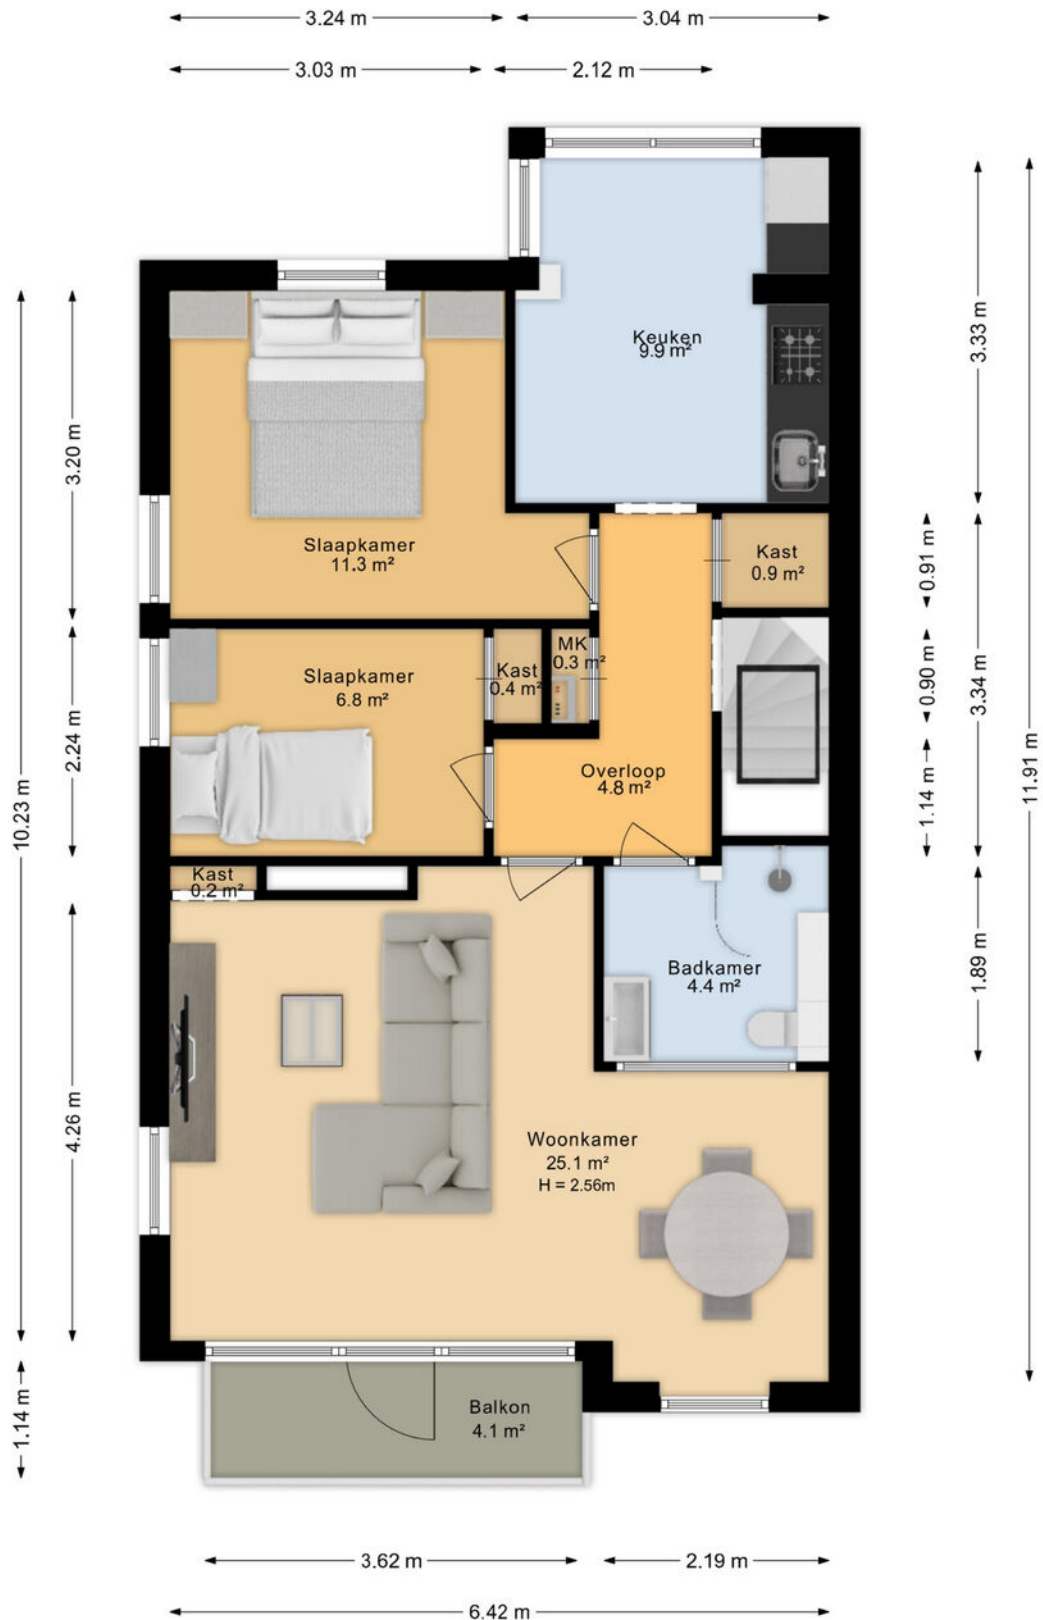 3.24 m
3.04 m
3.03 m
2.12 m
Keuken
9.9 m²
3.33 m
3.20 m
11.91 m
10.23 m
Slaapkamer
11.3 m²
Kast
0.9 m²
0.91 m
Slaapkamer
6.8 m²
Kast
0.4 m²
MK
0.3 m²
0.90 m
3.34 m
2.24 m
Overloop
4.8 m²
1.14 m
Kast
0.2 m²
Badkamer
4.4 m²
1.89 m
4.26 m
Woonkamer
25.1 m²
H = 2.56m
Balkon
4.1 m²
1.14 m
3.62 m
2.19 m
6.42 m